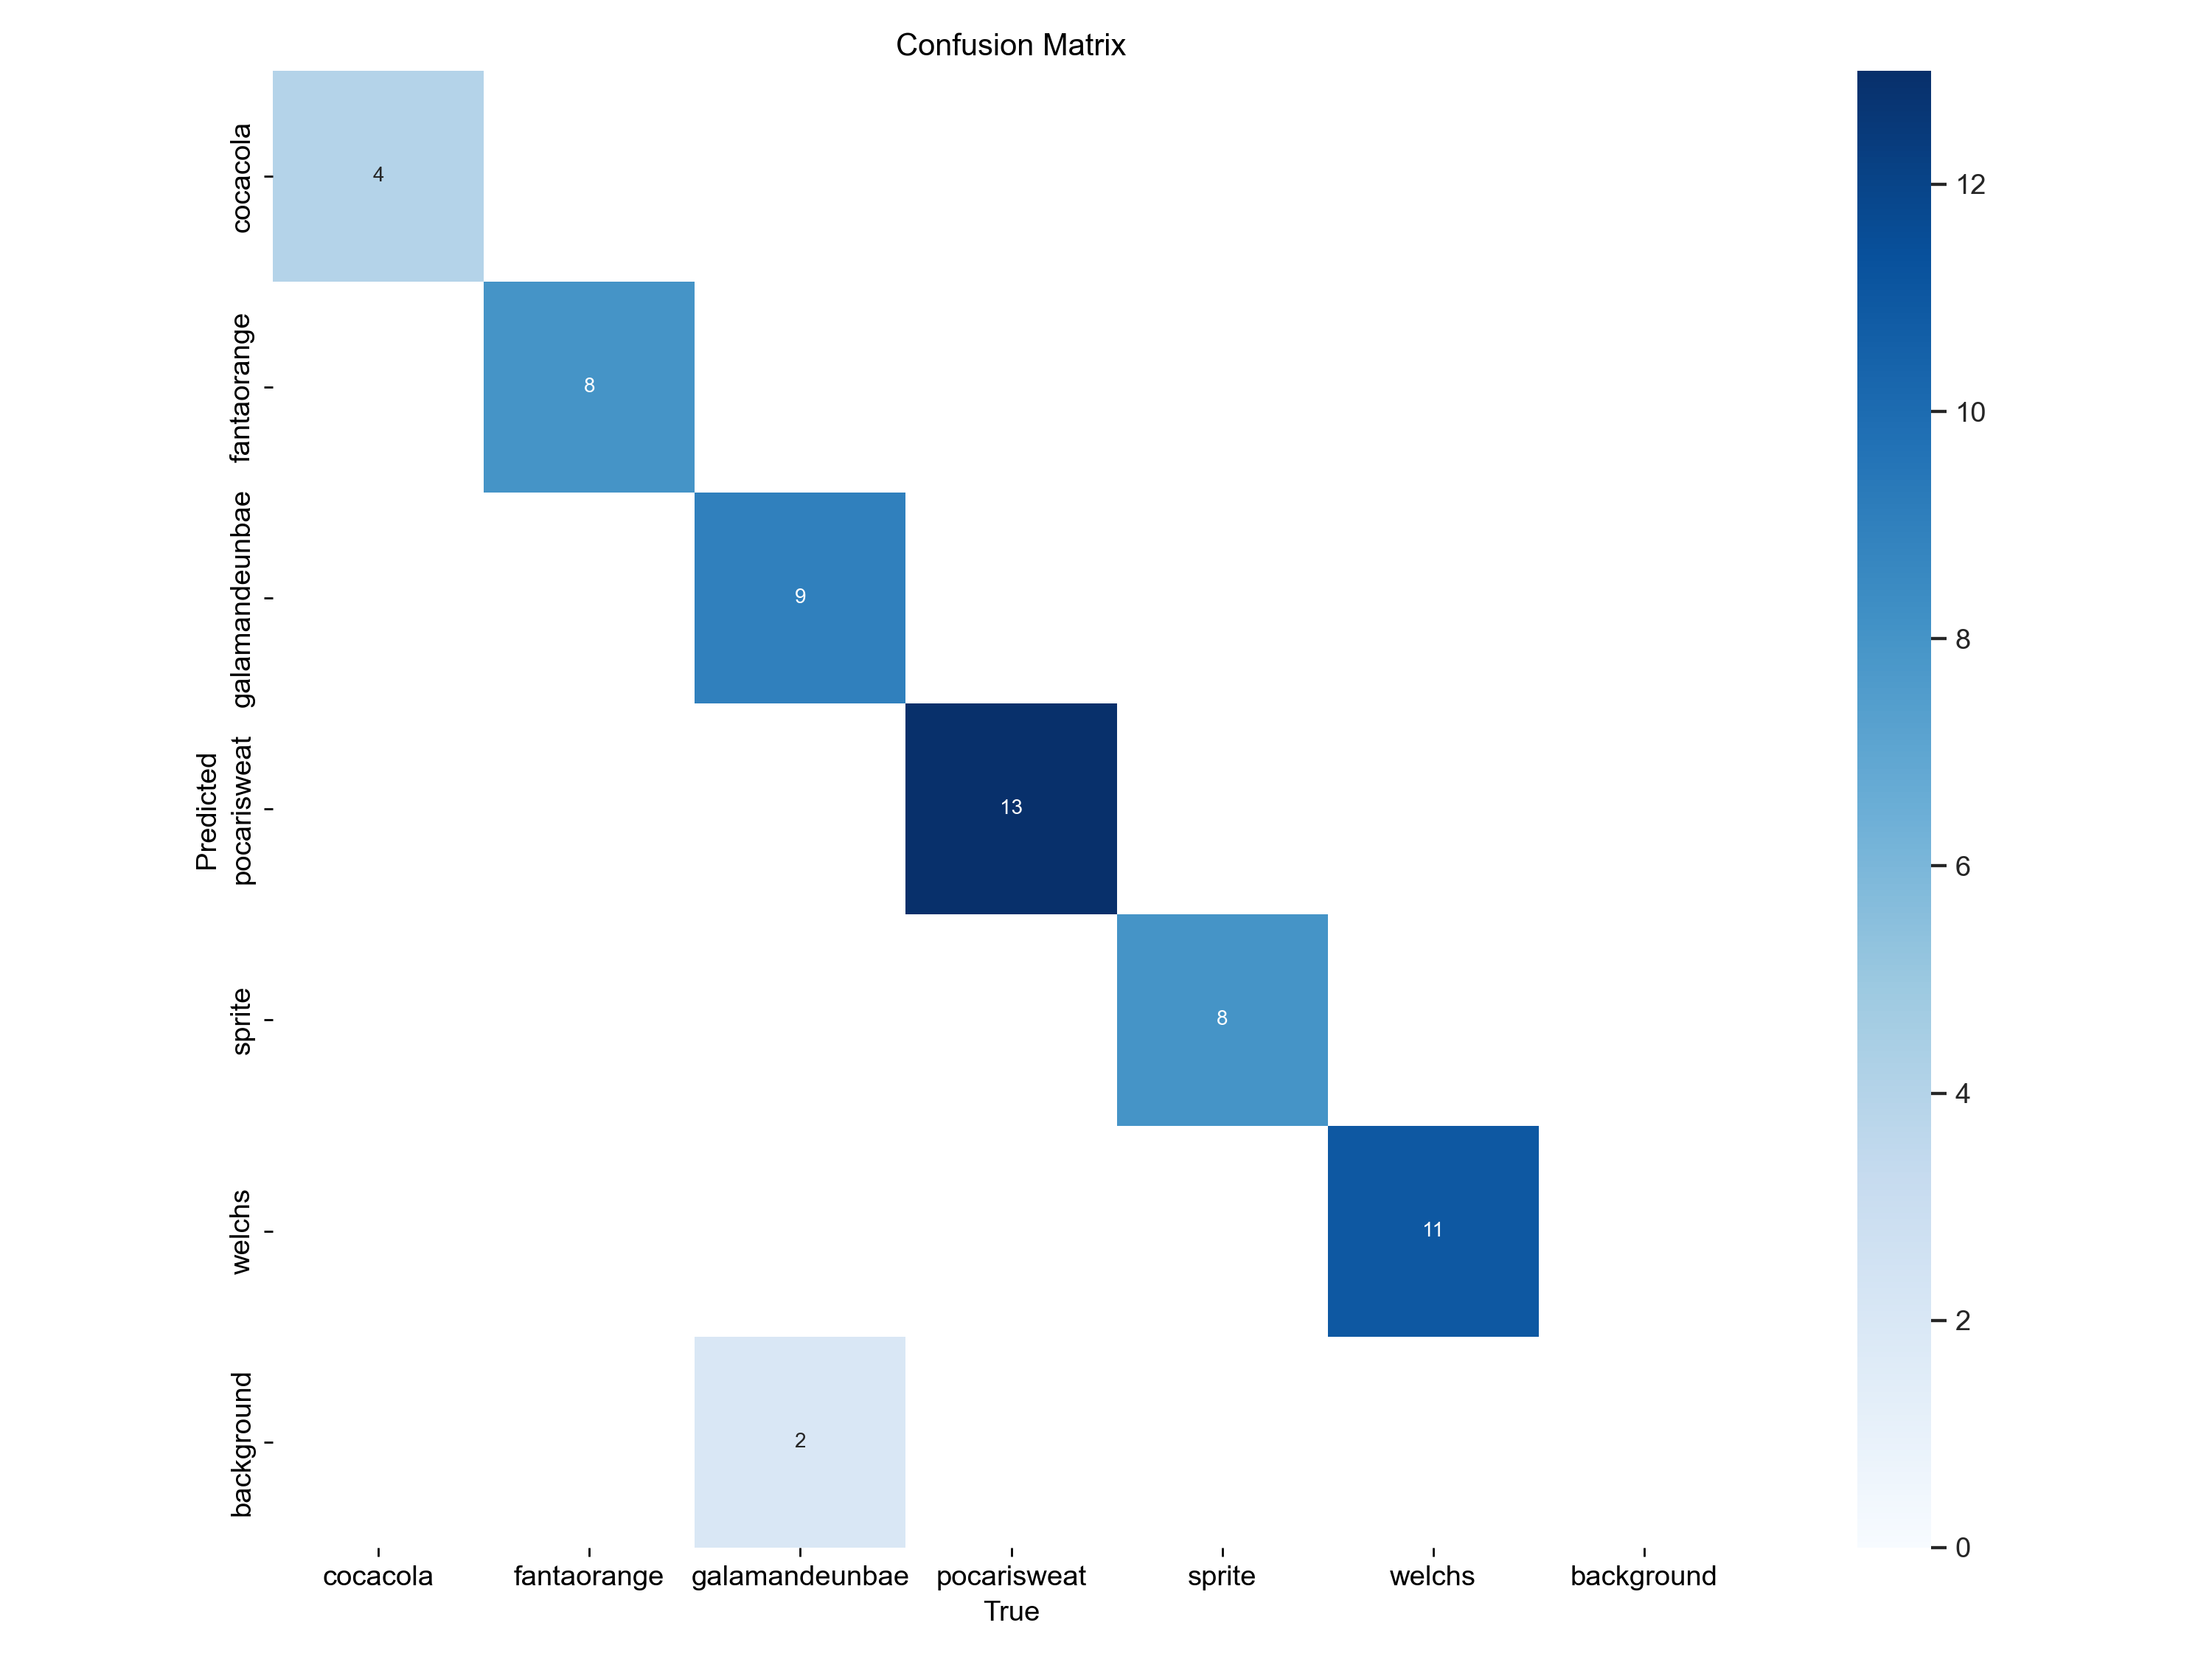 Confusion Matrix
cocacola
fantaorange
galamandeunbae
pocarisweat
sprite
welchs
background
Predicted
4
8
9
13
8
11
2
cocacola fantaorange galamandeunbae pocarisweat sprite welchs background
True
12
10
8
6
4
2
0